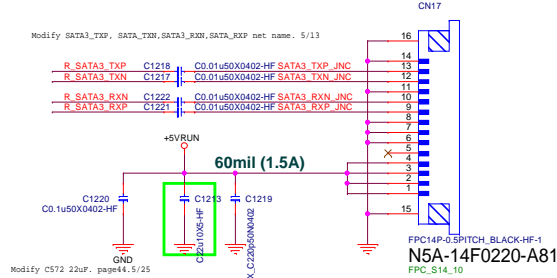 CN17
Modify SATA3_TXP, SATA_TXN,SATA3_RXN,SATA_RXP net name. 5/13
16
14
R_SATA3_TXP C1218 C0.01u50X0402-HF SATA3_TXP_JNC 13
R_SATA3_TXN C1217 C0.01u50X0402-HF SATA3_TXN_JNC 12
11
R_SATA3_RXN C1222 C0.01u50X0402-HF SATA3_RXN_JNC 10
R_SATA3_RXP C1221 C0.01u50X0402-HF SATA3_RXP_JNC 9
8
7
6
5
4
3
2
1
+5VRUN
60mil (1.5A)
C1220
C0.1u50X0402-HF
C1213
C22u10X5-HF
C1219
X_C220p50N0402
15
GND
GND
FPC14P-0.5PITCH_BLACK-HF-1
N5A-14F0220-A81
FPC_S14_10
Modify C572 22uF. page44.5/25